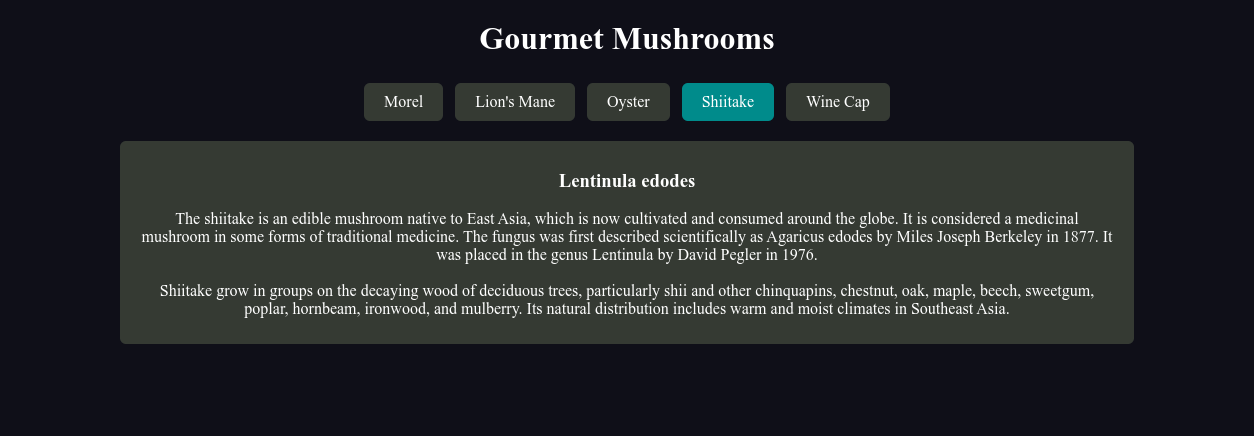 Gourmet Mushrooms
Morel Lion's Mane Oyster Shiitake Wine Cap
Lentinula edodes
The shiitake is an edible mushroom native to East Asia, which is now cultivated and consumed around the globe. It is considered a medicinal
mushroom in some forms of traditional medicine. The fungus was first described scientifically as Agaricus edodes by Miles Joseph Berkeley in 1877. It
was placed in the genus Lentinula by David Pegler in 1976.
Shiitake grow in groups on the decaying wood of deciduous trees, particularly shii and other chinquapins, chestnut, oak, maple, beech, sweetgum,
poplar, hornbeam, ironwood, and mulberry. Its natural distribution includes warm and moist climates in Southeast Asia.